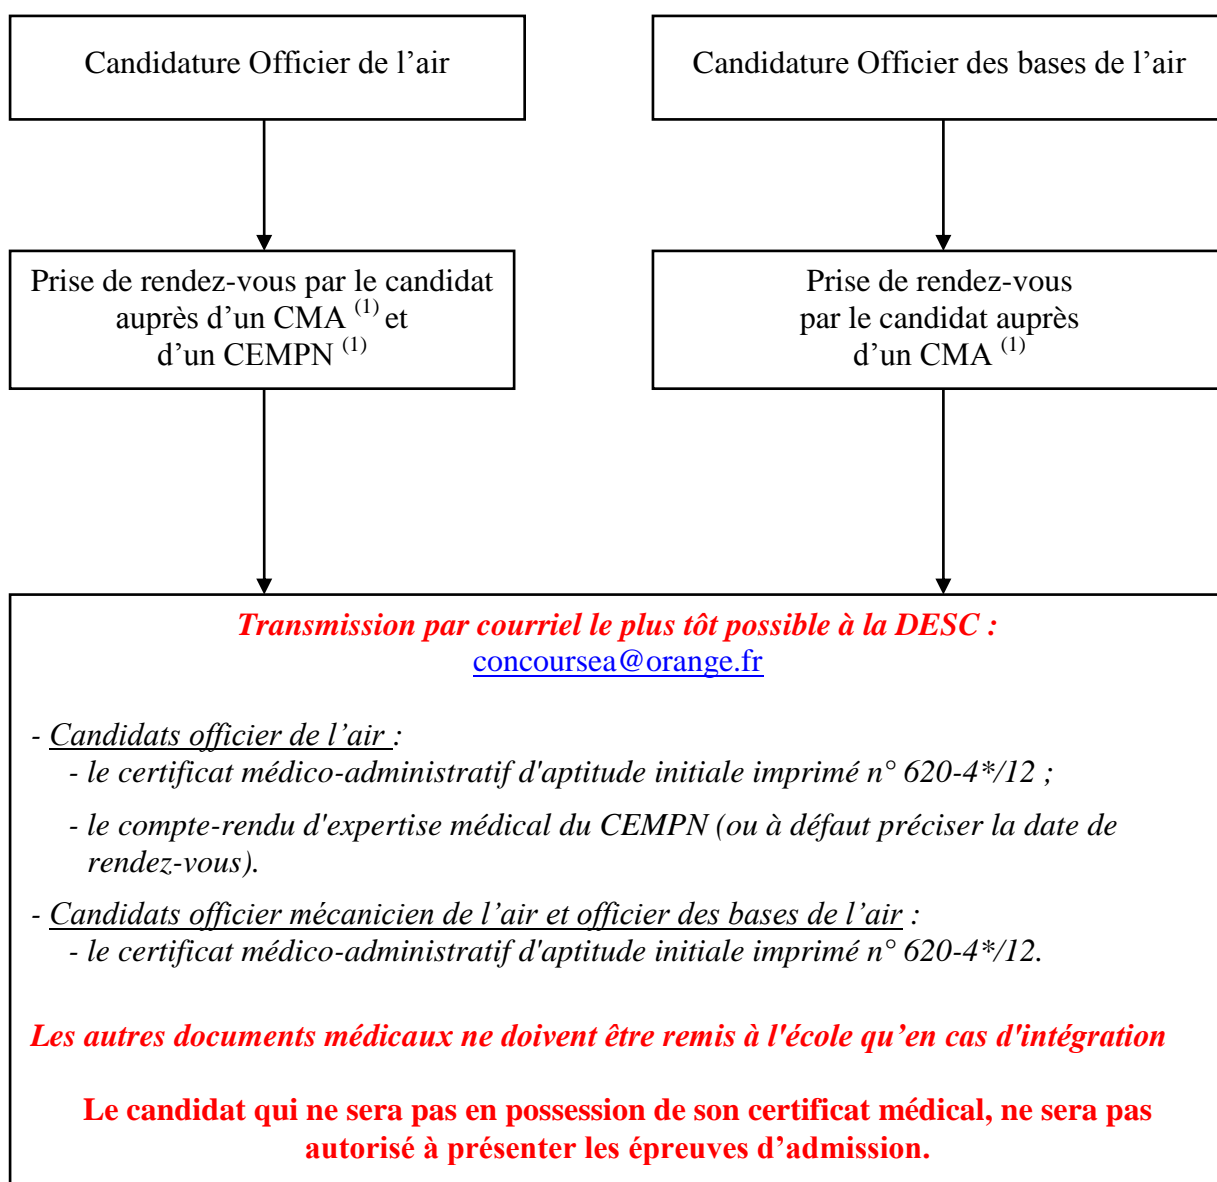 Candidature Officier de l’air
Candidature Officier des bases de l’air
Prise de rendez-vous par le candidat
auprès d’un CMA (1) et
d’un CEMPN (1)
Prise de rendez-vous
par le candidat auprès
d’un CMA (1)
Transmission par courriel le plus tôt possible à la DESC :
concoursea@orange.fr
- Candidats officier de l’air :
- le certificat médico-administratif d'aptitude initiale imprimé n° 620-4*/12 ;
- le compte-rendu d'expertise médical du CEMPN (ou à défaut préciser la date de
rendez-vous).
- Candidats officier mécanicien de l’air et officier des bases de l’air :
- le certificat médico-administratif d'aptitude initiale imprimé n° 620-4*/12.
Les autres documents médicaux ne doivent être remis à l'école qu’en cas d'intégration
Le candidat qui ne sera pas en possession de son certificat médical, ne sera pas
autorisé à présenter les épreuves d’admission.